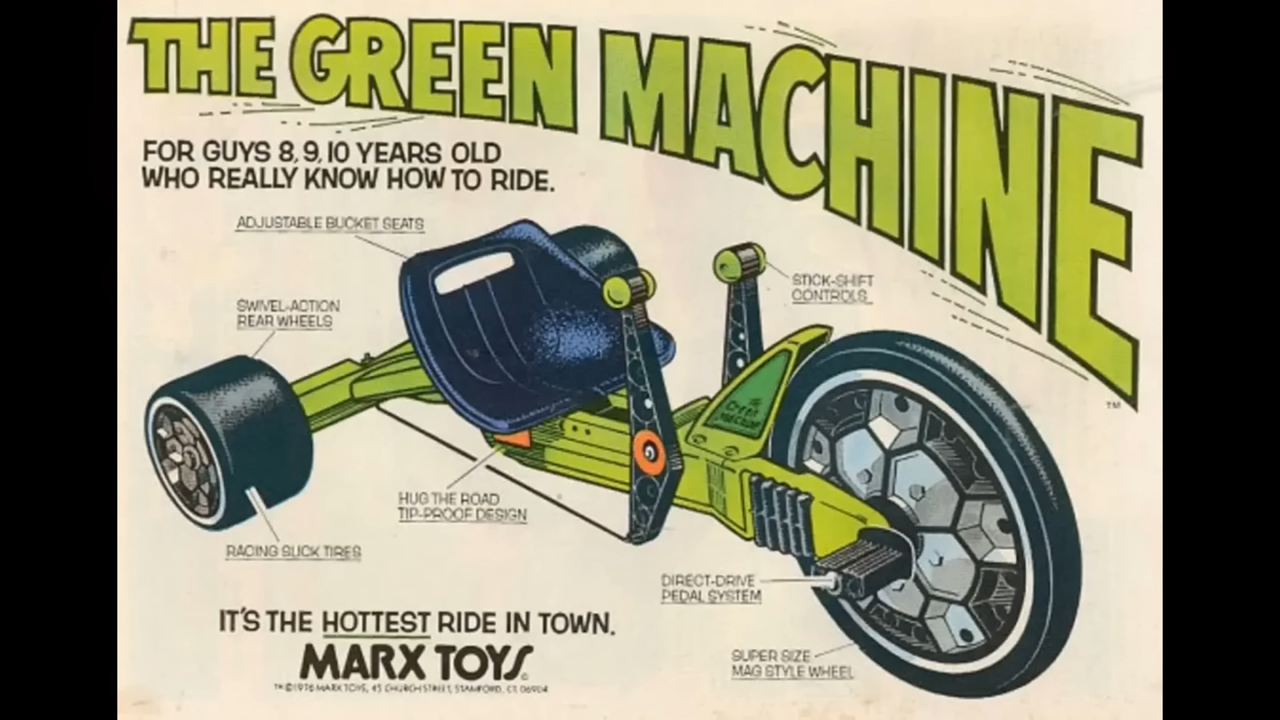 THE GREEN MACHINE
TM
FOR GUYS 8, 9, 10 YEARS OLD
WHO REALLY KNOW HOW TO RIDE.
ADJUSTABLE BUCKET SEATS
STICK-SHIFT
CONTROLS
SWIVEL-ACTION
REAR WHEELS
HUG THE ROAD
TIP-PROOF DESIGN
RACING SLICK TIRES
DIRECT-DRIVE
PEDAL SYSTEM
SUPER SIZE
MAG STYLE WHEEL
IT'S THE HOTTEST RIDE IN TOWN.
MARX TOYS©
TM ©1976 MARX TOYS, 45 CHURCH STREET, STAMFORD, CT. 06904